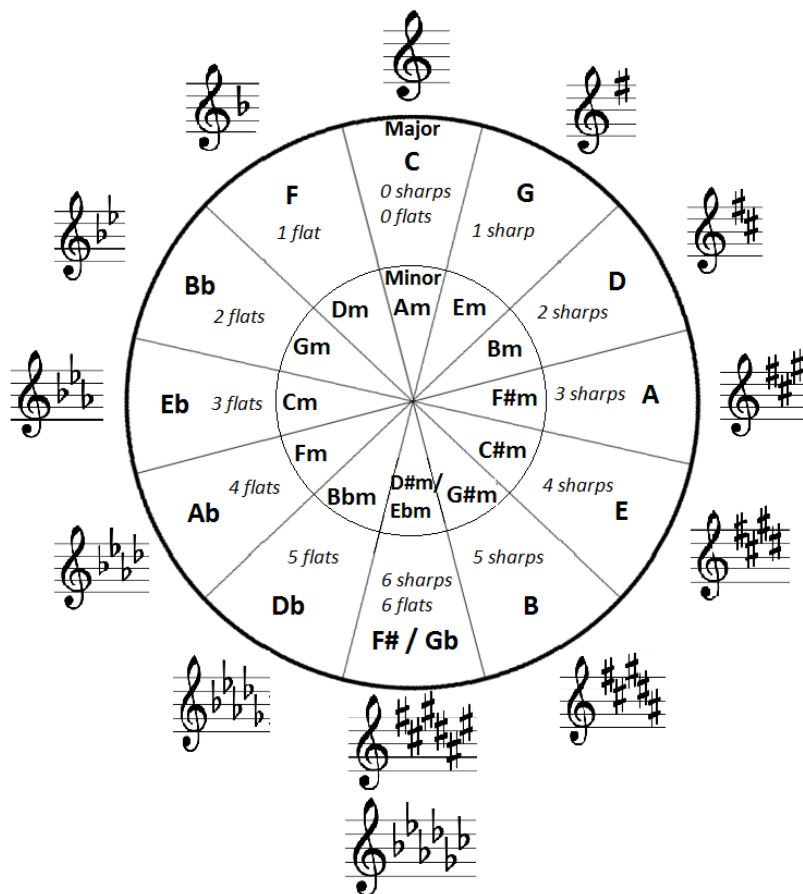 Major
C
0 sharps
0 flats
G
1 sharp
D
2 sharps
A
3 sharps
E
4 sharps
B
5 sharps
6 sharps
6 flats
F# / Gb
Db
5 flats
Ab
4 flats
Eb
3 flats
Bb
2 flats
F
1 flat
Minor
Am
Em
Bm
F#m
C#m
G#m
D#m/
Ebm
Bbm
Fm
Cm
Gm
Dm